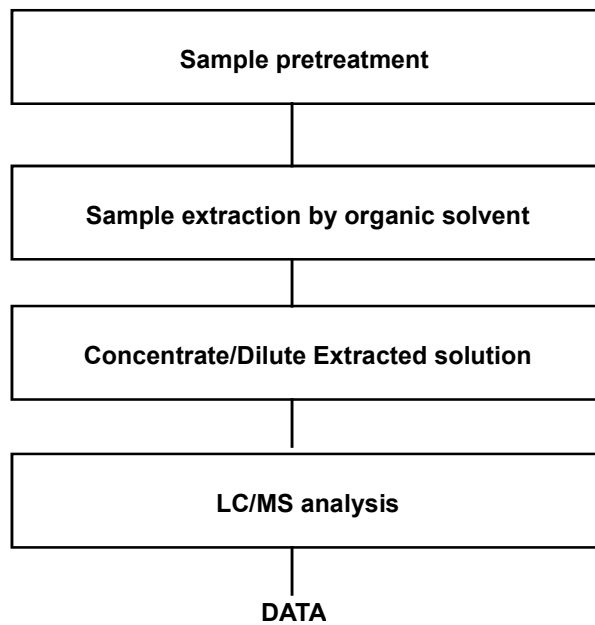 Sample pretreatment
Sample extraction by organic solvent
Concentrate/Dilute Extracted solution
LC/MS analysis
DATA